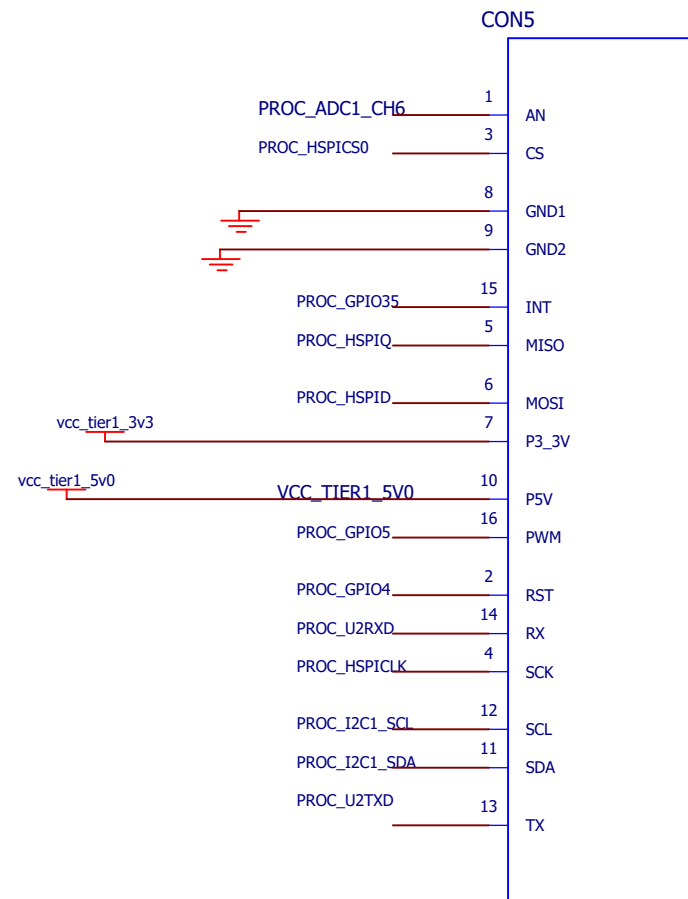 CON5
PROC_ADC1_CH6 1 AN
PROC_HSPICS0 3 CS
8 GND1
9 GND2
PROC_GPIO35 15 INT
PROC_HSPIQ 5 MISO
PROC_HSPID 6 MOSI
vcc_tier1_3v3 7 P3_3V
vcc_tier1_5v0 VCC_TIER1_5V0 10 P5V
PROC_GPIO5 16 PWM
PROC_GPIO4 2 RST
PROC_U2RXD 14 RX
PROC_HSPICLK 4 SCK
PROC_I2C1_SCL 12 SCL
PROC_I2C1_SDA 11 SDA
PROC_U2TXD 13 TX